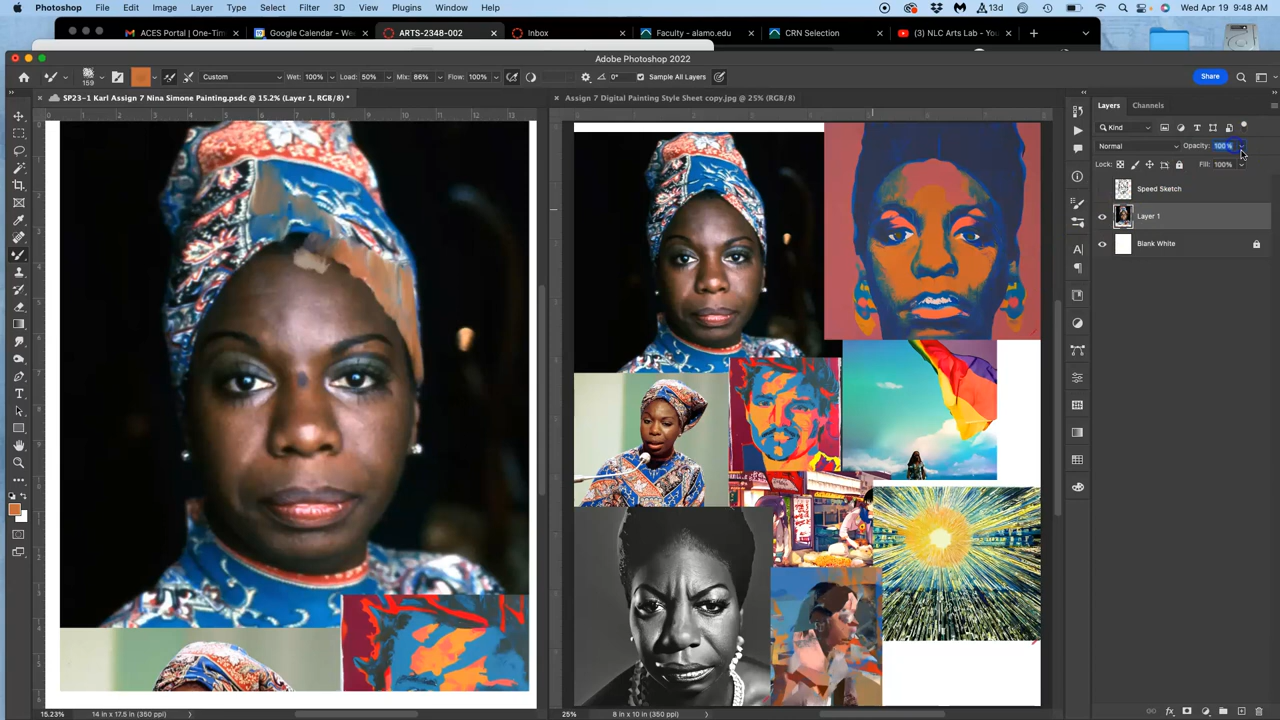 Photoshop File Edit Image Layer Type Select Filter 3D View Plugins Window Help
13d
Wed Apr 19 9:48 AM
ACES Portal | One-Tim
Google Calendar - We
ARTS-2348-002
Inbox
Faculty - alamo.edu
CRN Selection
(3) NLC Arts Lab - You
Adobe Photoshop 2022
159
Custom
Wet: 100%
Load: 50%
Mix: 86%
Flow: 100%
0°
Sample All Layers
Share
SP23-1 Karl Assign 7 Nina Simone Painting.psdc @ 15.2% (Layer 1, RGB/8) *
Assign 7 Digital Painting Style Sheet copy.jpg @ 25% (RGB/8)
Layers Channels
Kind
Normal
Opacity: 100%
Lock:
Fill: 100%
Speed Sketch
Layer 1
Blank White
15.23%
14 in x 17.5 in (350 ppi)
25%
8 in x 10 in (350 ppi)